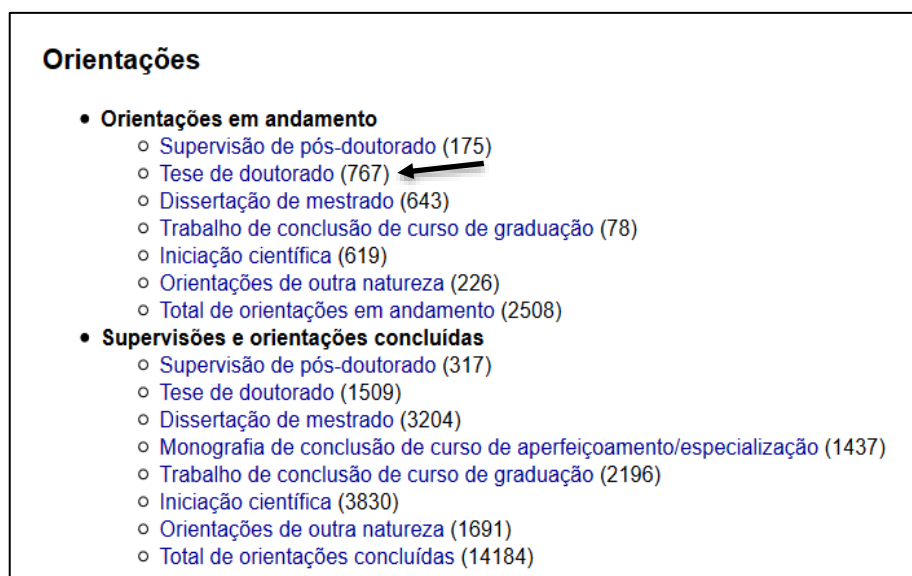 Orientações
• Orientações em andamento
○ Supervisão de pós-doutorado (175)
○ Tese de doutorado (767)
○ Dissertação de mestrado (643)
○ Trabalho de conclusão de curso de graduação (78)
○ Iniciação científica (619)
○ Orientações de outra natureza (226)
○ Total de orientações em andamento (2508)
• Supervisões e orientações concluídas
○ Supervisão de pós-doutorado (317)
○ Tese de doutorado (1509)
○ Dissertação de mestrado (3204)
○ Monografia de conclusão de curso de aperfeiçoamento/especialização (1437)
○ Trabalho de conclusão de curso de graduação (2196)
○ Iniciação científica (3830)
○ Orientações de outra natureza (1691)
○ Total de orientações concluídas (14184)